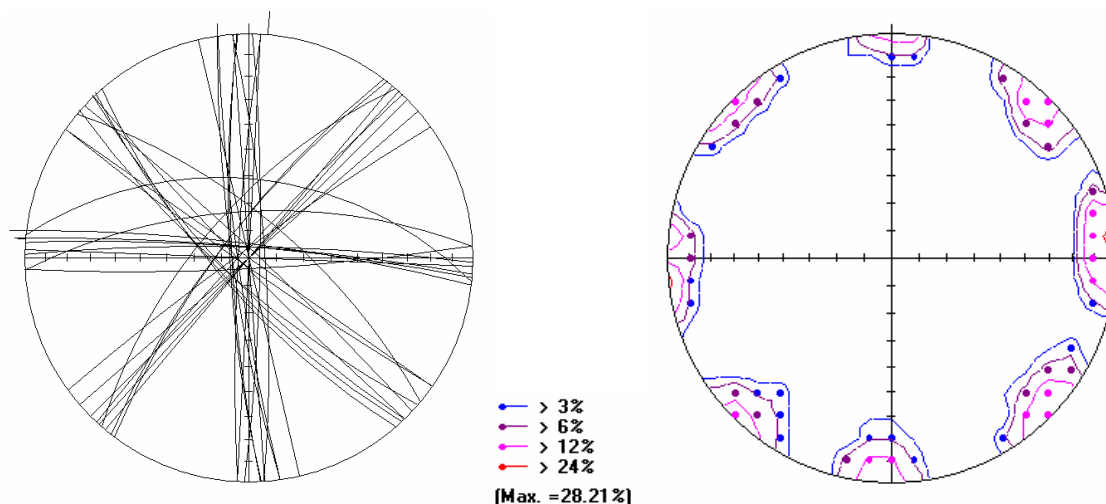 > 3%
> 6%
> 12%
> 24%
(Max. =28.21%)